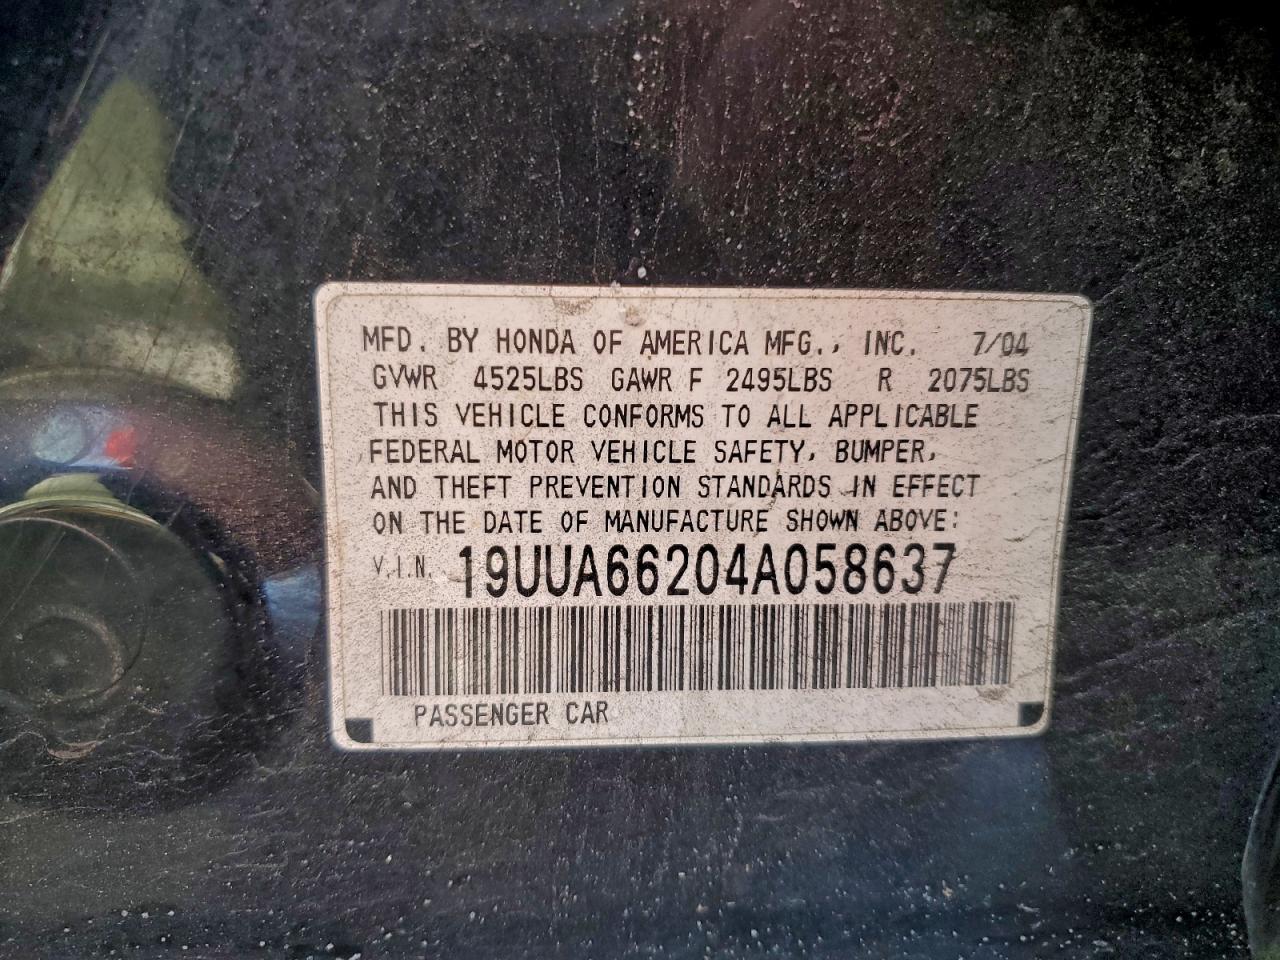 MFD. BY HONDA OF AMERICA MFG., INC. 7/04
GVWR 4525LBS GAWR F 2495LBS R 2075LBS
THIS VEHICLE CONFORMS TO ALL APPLICABLE
FEDERAL MOTOR VEHICLE SAFETY, BUMPER,
AND THEFT PREVENTION STANDARDS IN EFFECT
ON THE DATE OF MANUFACTURE SHOWN ABOVE:
V.I.N. 19UUA66204A058637
PASSENGER CAR